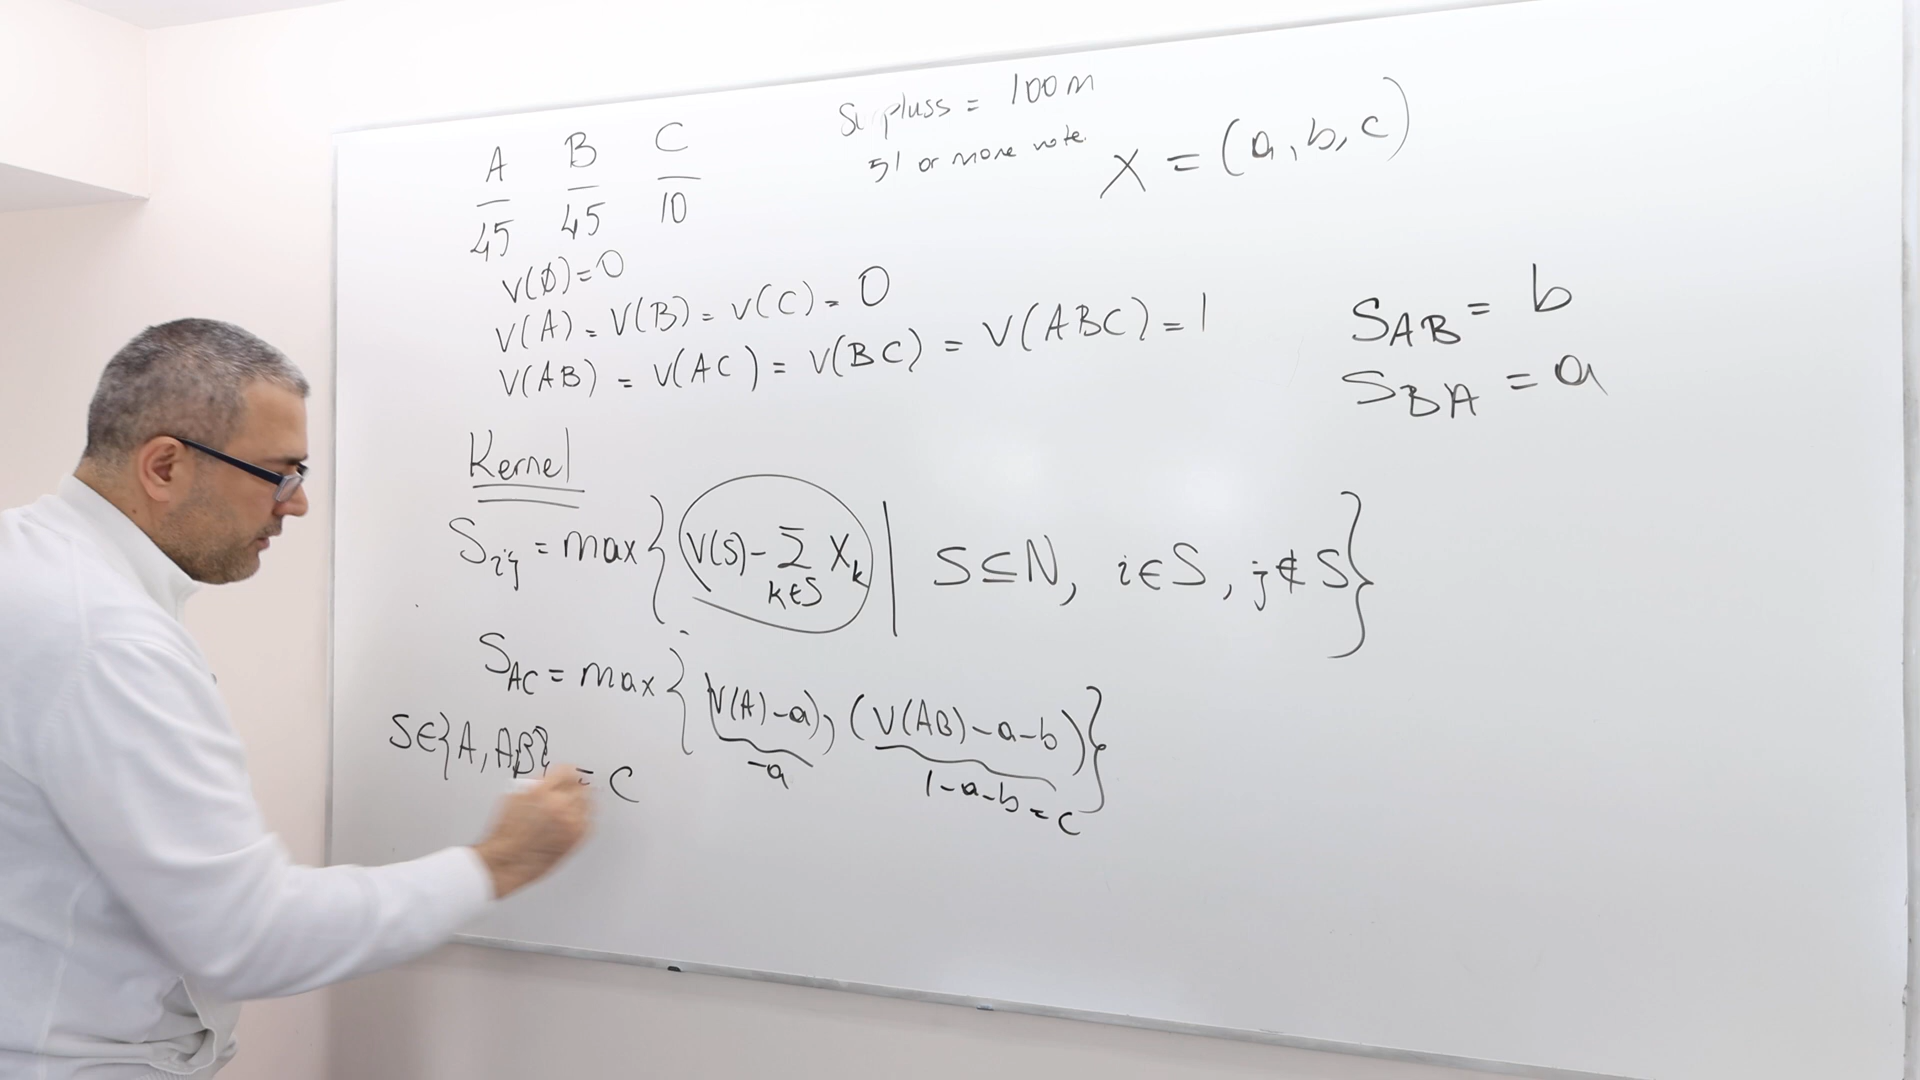 A B C
45 45 10
Surpluss = 100m
51 or more vote.
X = (a, b, c)
V(∅)=0
V(A) = V(B) = V(C) = 0
V(AB) = V(AC) = V(BC) = V(ABC) = 1
S_AB = b
S_BA = a
Kernel
S_ij = max { V(S) - Σ_{k∈S} X_k | S⊆N, i∈S, j∉S }
S_AC = max { (V(A)-a), (V(AB)-a-b) }
-a
1-a-b = c
S∈{A, AB}
= C